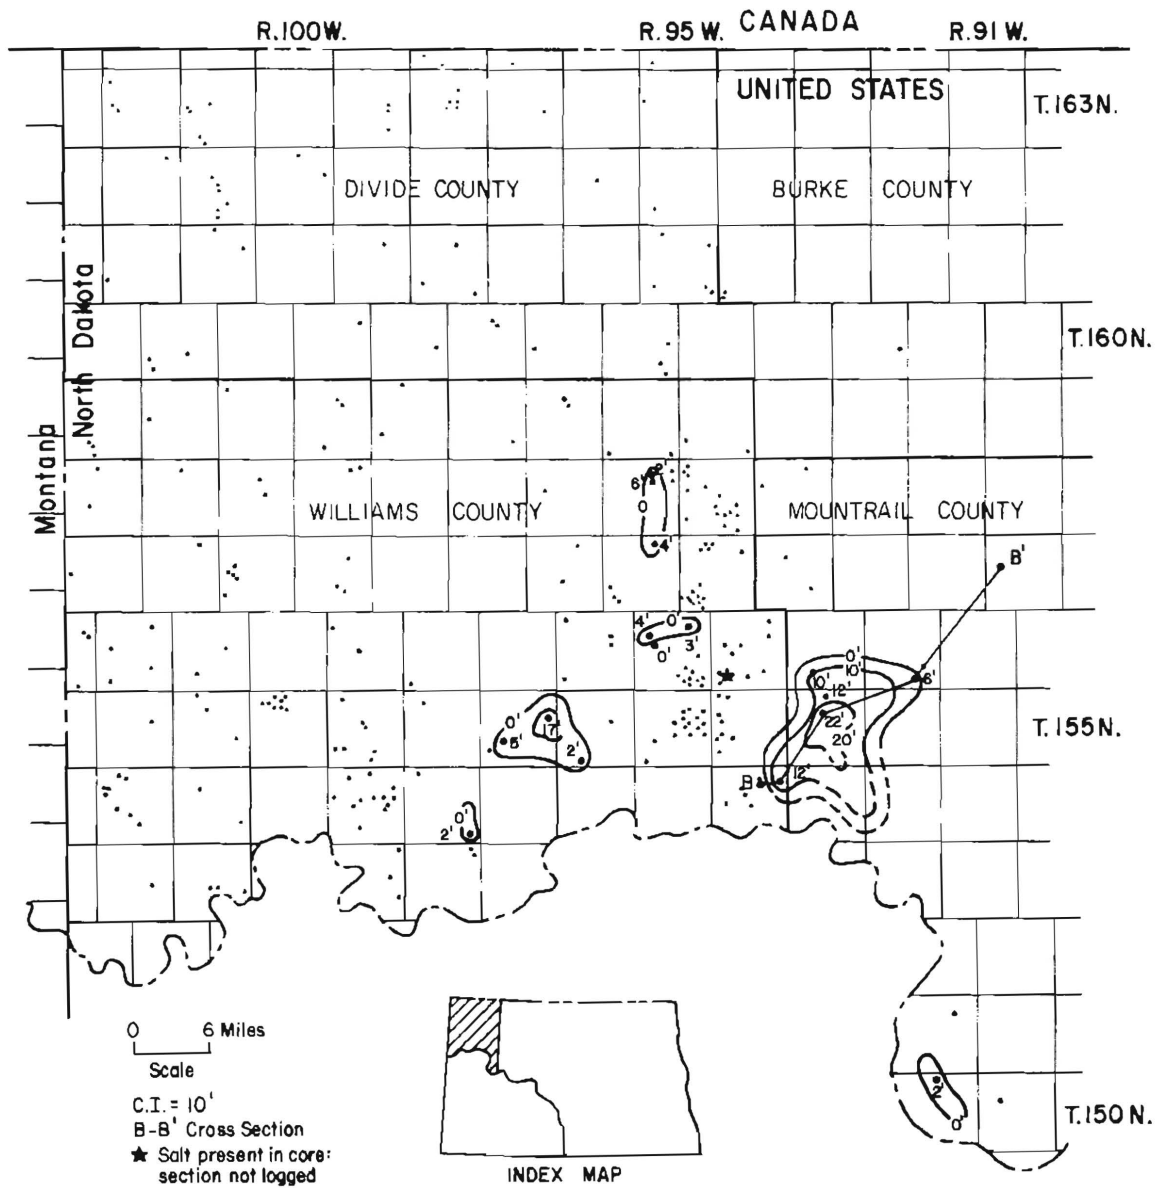 CANADA
R.100W.
R.95 W.
R.91 W.
UNITED STATES
T.163N.
DIVIDE COUNTY
BURKE COUNTY
North Dakota
Montana
T.160N.
2'
6'
0
WILLIAMS COUNTY
MOUNTRAIL COUNTY
4'
B'
4'
0'
3'
0'
0'
10'
10'
6'
12'
22'
20'
T.155N.
0'
17'
5'
2'
B
12'
0'
2'
0 6 Miles
Scale
C.I. = 10'
B-B' Cross Section
★ Salt present in core:
section not logged
INDEX MAP
2'
0'
T.150N.